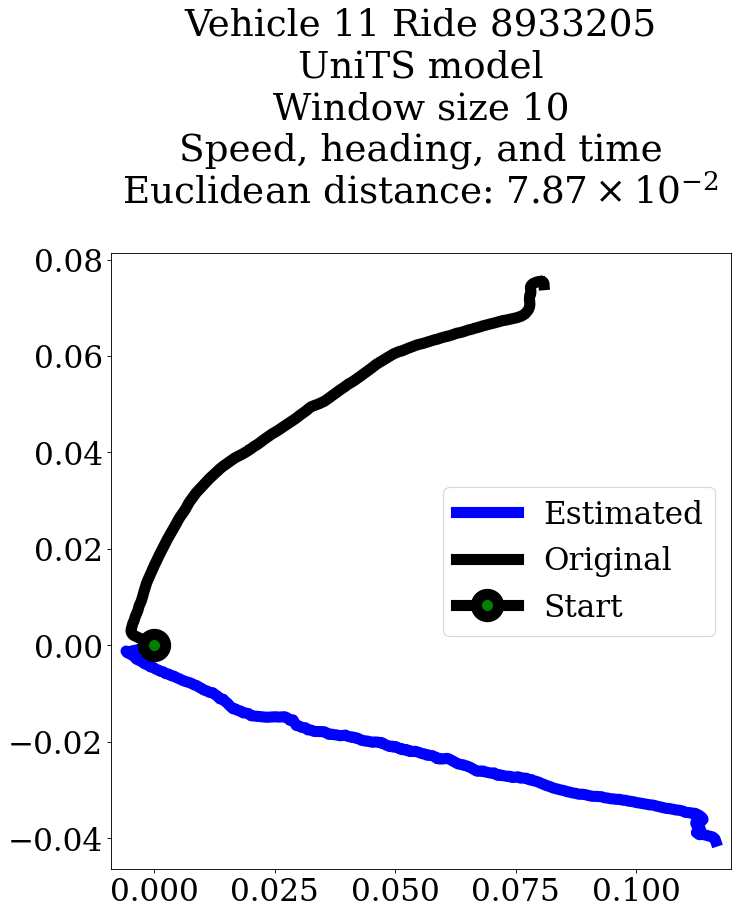 Vehicle 11 Ride 8933205
UniTS model
Window size 10
Speed, heading, and time
Euclidean distance: 7.87 × 10⁻²
0.08
0.06
0.04
0.02
0.00
−0.02
−0.04
Estimated
Original
Start
0.000 0.025 0.050 0.075 0.100